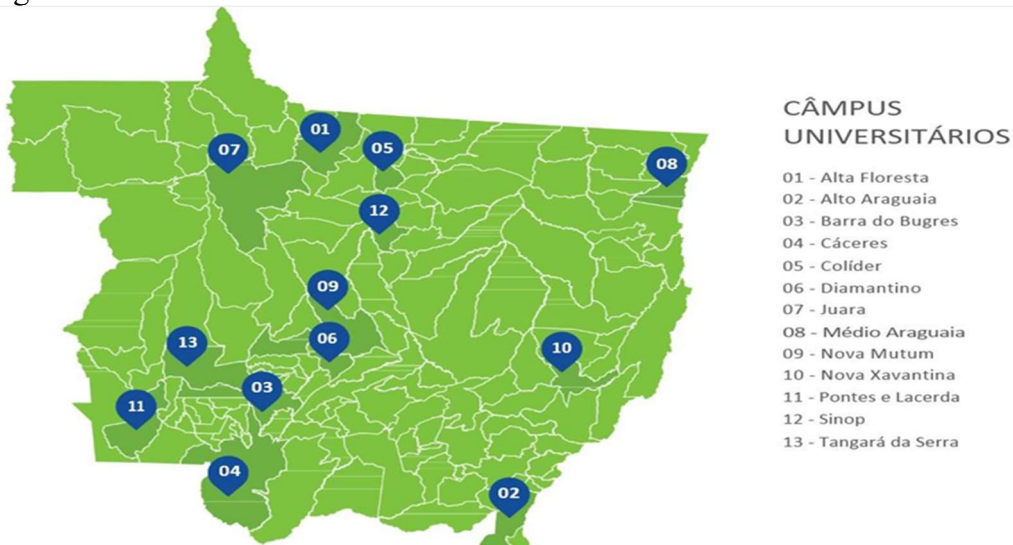 01
05
07
08
12
09
06
13
10
03
11
04
02
CÂMPUS
UNIVERSITÁRIOS
01 - Alta Floresta
02 - Alto Araguaia
03 - Barra do Bugres
04 - Cáceres
05 - Colíder
06 - Diamantino
07 - Juara
08 - Médio Araguaia
09 - Nova Mutum
10 - Nova Xavantina
11 - Pontes e Lacerda
12 - Sinop
13 - Tangará da Serra